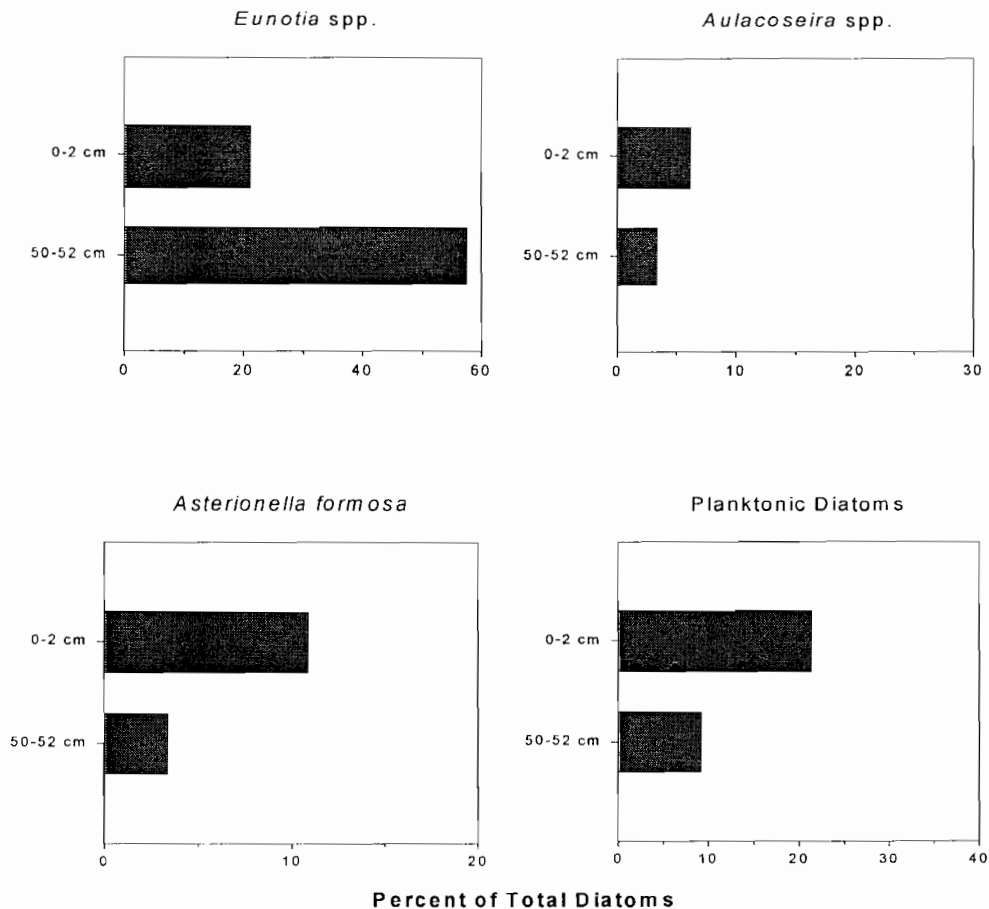 Eunotia spp.
0-2 cm
50-52 cm
0 20 40 60
Aulacoseira spp.
0-2 cm
50-52 cm
0 10 20 30
Asterionella formosa
0-2 cm
50-52 cm
0 10 20
Planktonic Diatoms
0-2 cm
50-52 cm
0 10 20 30 40
Percent of Total Diatoms